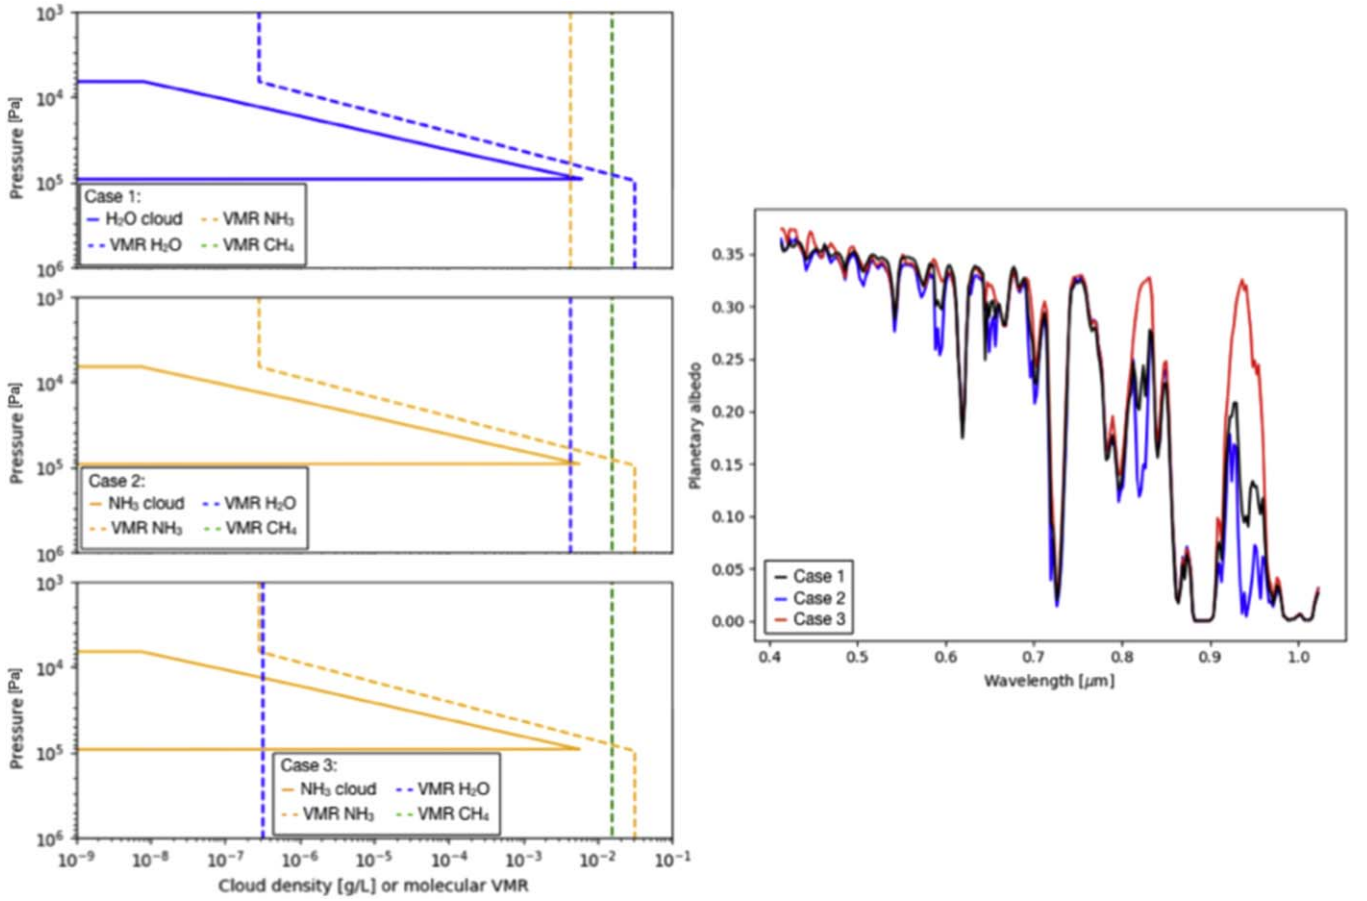 10³
10⁴
10⁵
10⁶
Pressure [Pa]
Case 1:
H₂O cloud VMR NH₃
VMR H₂O VMR CH₄
10³
10⁴
10⁵
10⁶
Pressure [Pa]
Case 2:
NH₃ cloud VMR H₂O
VMR NH₃ VMR CH₄
10³
10⁴
10⁵
10⁶
Pressure [Pa]
Case 3:
NH₃ cloud VMR H₂O
VMR NH₃ VMR CH₄
10⁻⁹ 10⁻⁸ 10⁻⁷ 10⁻⁶ 10⁻⁵ 10⁻⁴ 10⁻³ 10⁻² 10⁻¹
Cloud density [g/L] or molecular VMR
0.35
0.30
0.25
0.20
0.15
0.10
0.05
0.00
Planetary albedo
Case 1
Case 2
Case 3
0.4 0.5 0.6 0.7 0.8 0.9 1.0
Wavelength [μm]